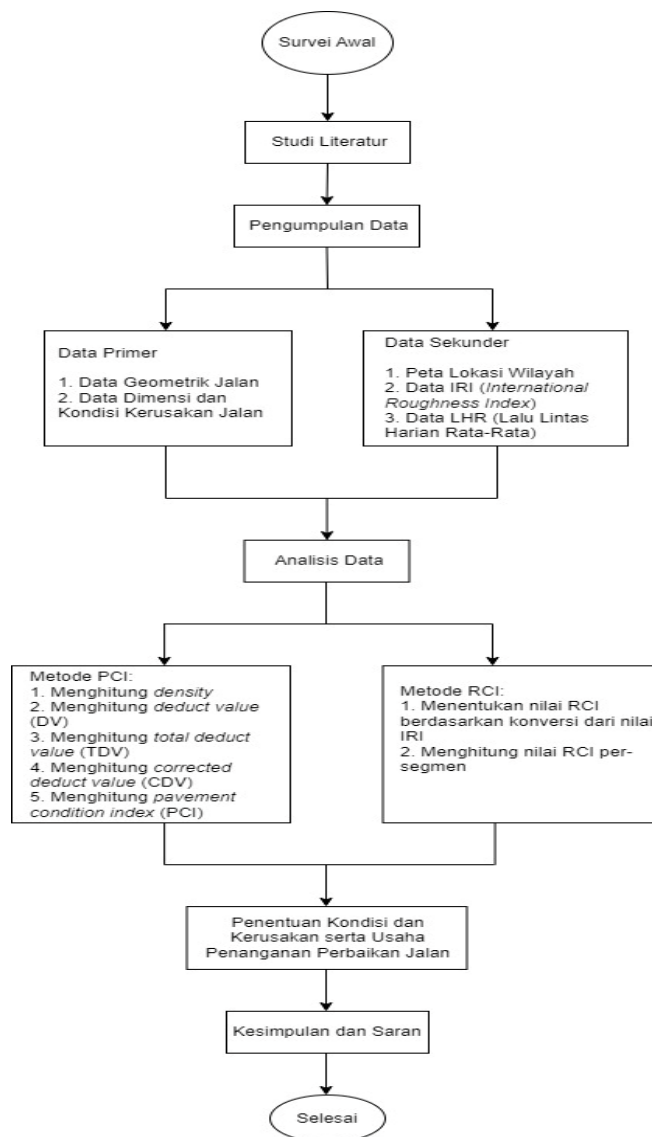 Survei Awal
Studi Literatur
Pengumpulan Data
Data Primer
1. Data Geometrik Jalan
2. Data Dimensi dan
Kondisi Kerusakan Jalan
Data Sekunder
1. Peta Lokasi Wilayah
2. Data IRI (International
Roughness Index)
3. Data LHR (Lalu Lintas
Harian Rata-Rata)
Analisis Data
Metode PCI:
1. Menghitung density
2. Menghitung deduct value
(DV)
3. Menghitung total deduct
value (TDV)
4. Menghitung corrected
deduct value (CDV)
5. Menghitung pavement
condition index (PCI)
Metode RCI:
1. Menentukan nilai RCI
berdasarkan konversi dari nilai
IRI
2. Menghitung nilai RCI per-
segmen
Penentuan Kondisi dan
Kerusakan serta Usaha
Penanganan Perbaikan Jalan
Kesimpulan dan Saran
Selesai